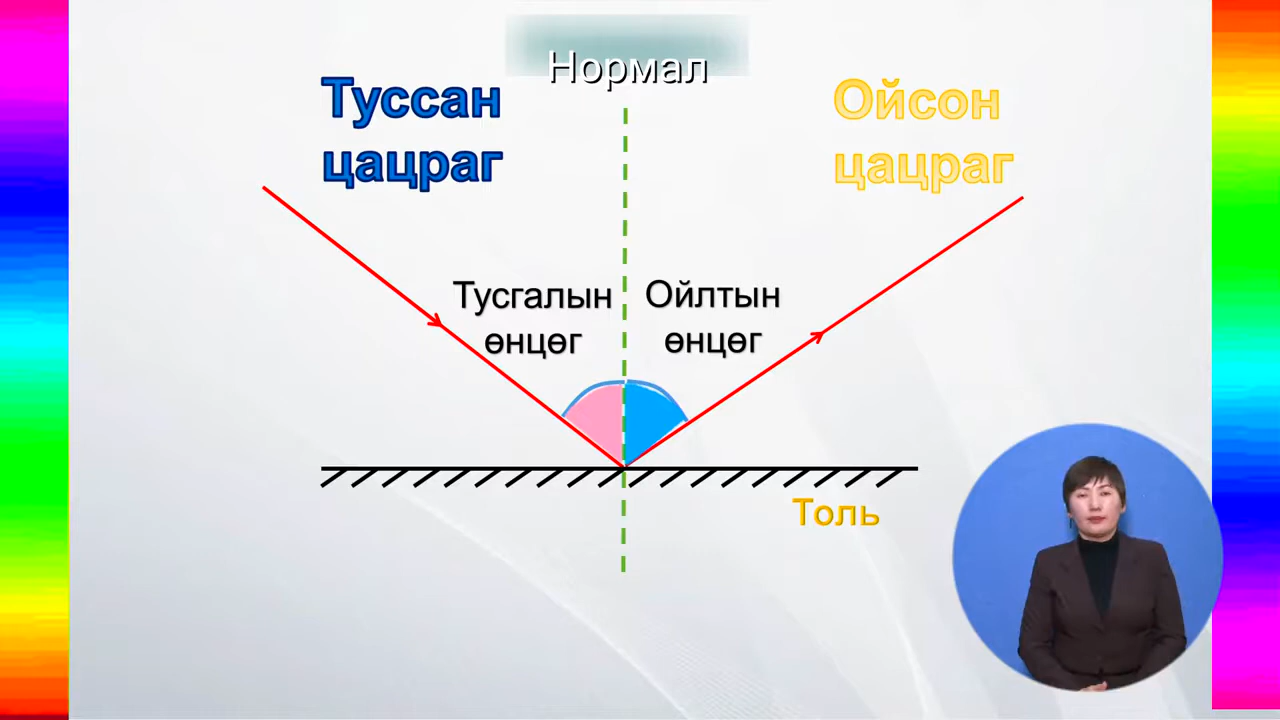 Нормал
Туссан
цацраг
Ойсон
цацраг
Тусгалын
өнцөг
Ойлтын
өнцөг
Толь